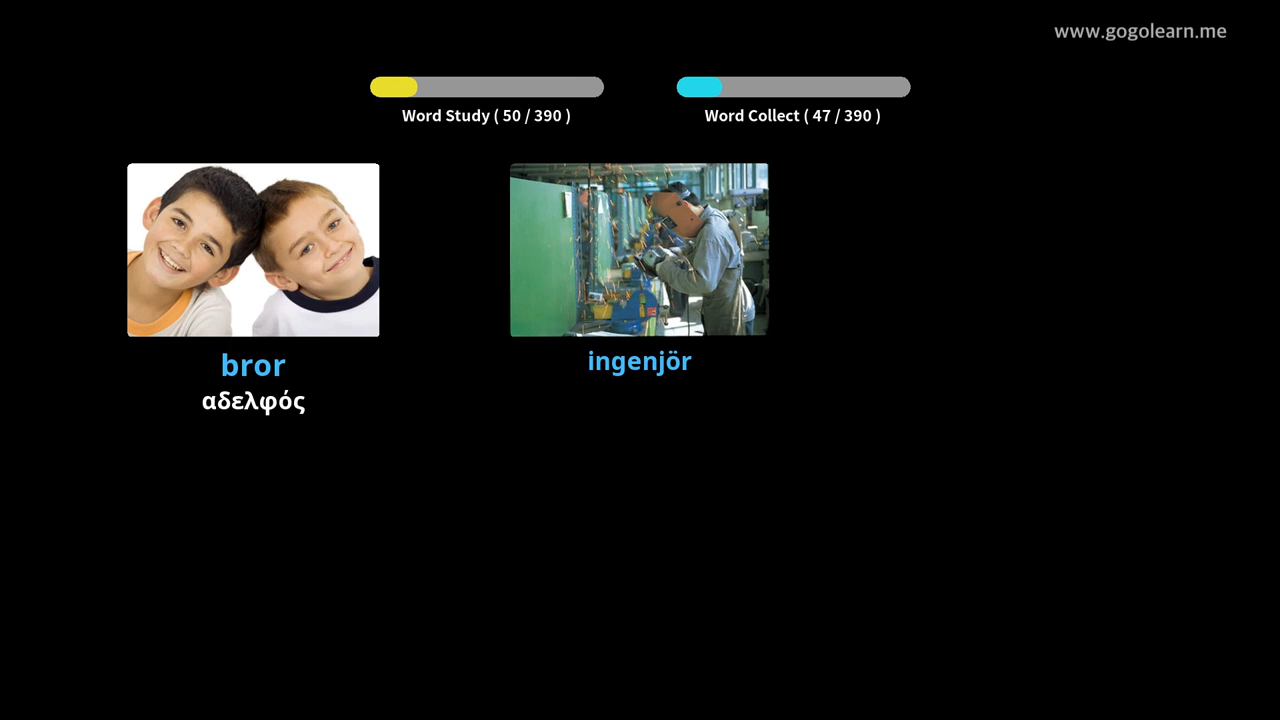 www.gogolearn.me
Word Study ( 50 / 390 )
Word Collect ( 47 / 390 )
bror
αδελφός
ingenjör